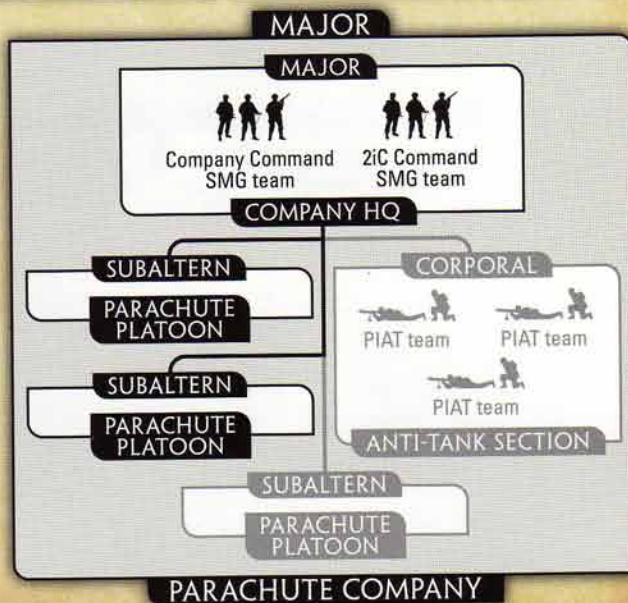 MAJOR
MAJOR
Company Command
SMG team
2iC Command
SMG team
COMPANY HQ
SUBALTERN
PARACHUTE
PLATOON
CORPORAL
PIAT team
PIAT team
PIAT team
ANTI-TANK SECTION
SUBALTERN
PARACHUTE
PLATOON
SUBALTERN
PARACHUTE
PLATOON
PARACHUTE COMPANY